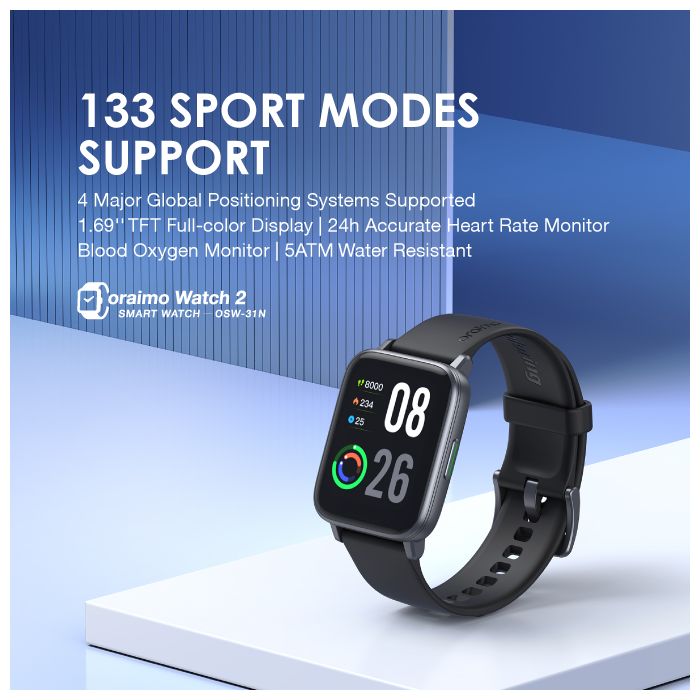 133 SPORT MODES
SUPPORT
4 Major Global Positioning Systems Supported
1.69'' TFT Full-color Display | 24h Accurate Heart Rate Monitor
Blood Oxygen Monitor | 5ATM Water Resistant
oraimo Watch 2
SMART WATCH — OSW-31N
oraimo
8000
234
25
08
26